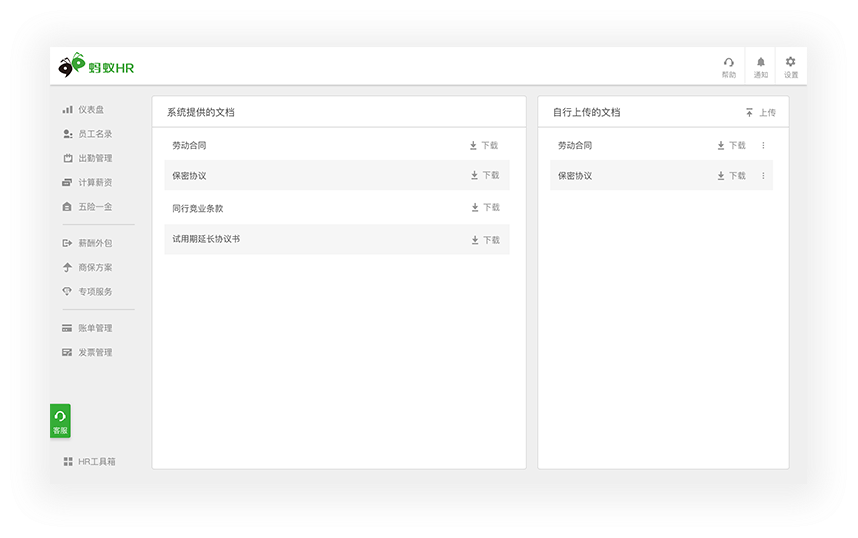 蚂蚁HR
帮助
通知
设置
仪表盘
员工名录
出勤管理
计算薪资
五险一金
薪酬外包
商保方案
专项服务
账单管理
发票管理
客服
HR工具箱
系统提供的文档
劳动合同 下载
保密协议 下载
同行竞业条款 下载
试用期延长协议书 下载
自行上传的文档 上传
劳动合同 下载
保密协议 下载